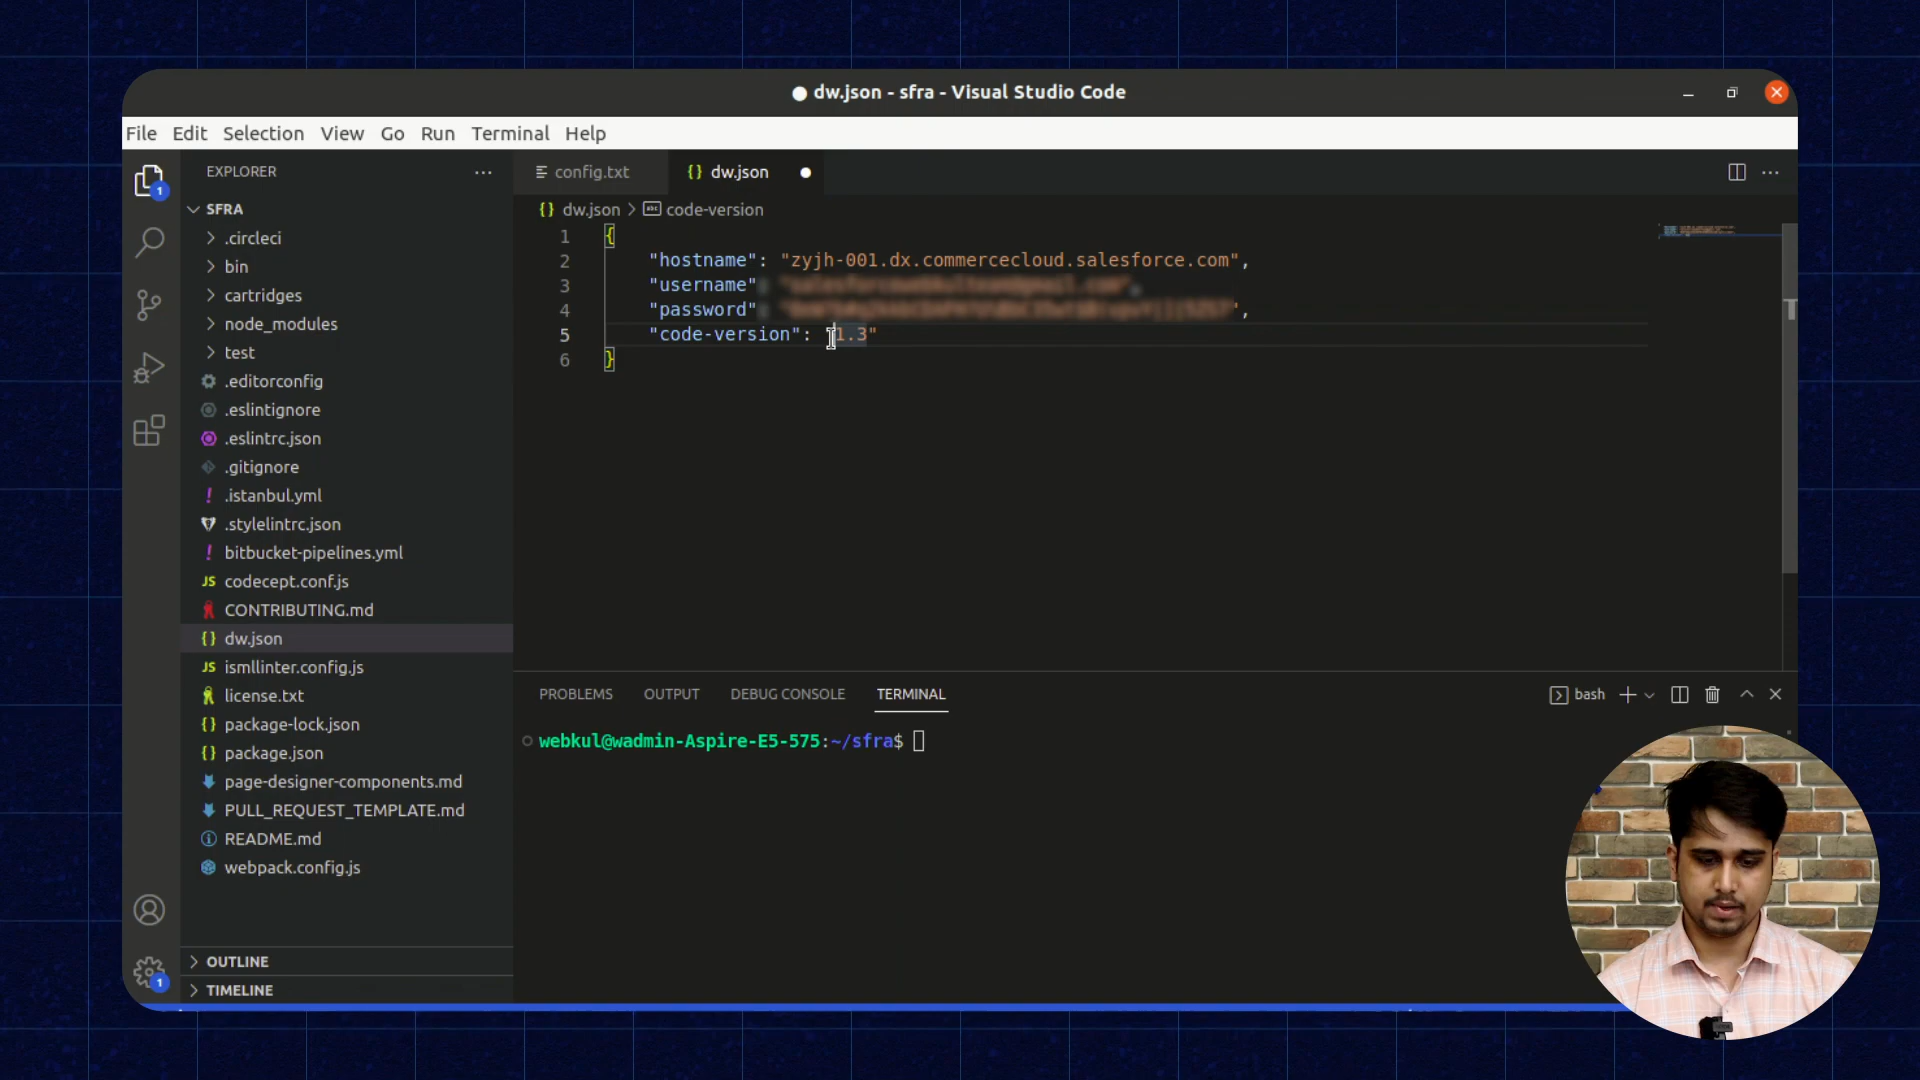 dw.json - sfra - Visual Studio Code
File Edit Selection View Go Run Terminal Help
EXPLORER
SFRA
.circleci
bin
cartridges
node_modules
test
.editorconfig
.eslintignore
.eslintrc.json
.gitignore
.istanbul.yml
.stylelintrc.json
bitbucket-pipelines.yml
codecept.conf.js
CONTRIBUTING.md
dw.json
ismllinter.config.js
license.txt
package-lock.json
package.json
page-designer-components.md
PULL_REQUEST_TEMPLATE.md
README.md
webpack.config.js
OUTLINE
TIMELINE
1
1
config.txt
dw.json
dw.json > code-version
1 {
2 "hostname": "zyjh-001.dx.commercecloud.salesforce.com",
3 "username"
4 "password" ",
5 "code-version": "1.3"
6 }
PROBLEMS OUTPUT DEBUG CONSOLE TERMINAL
bash
webkul@wadmin-Aspire-E5-575:~/sfra$